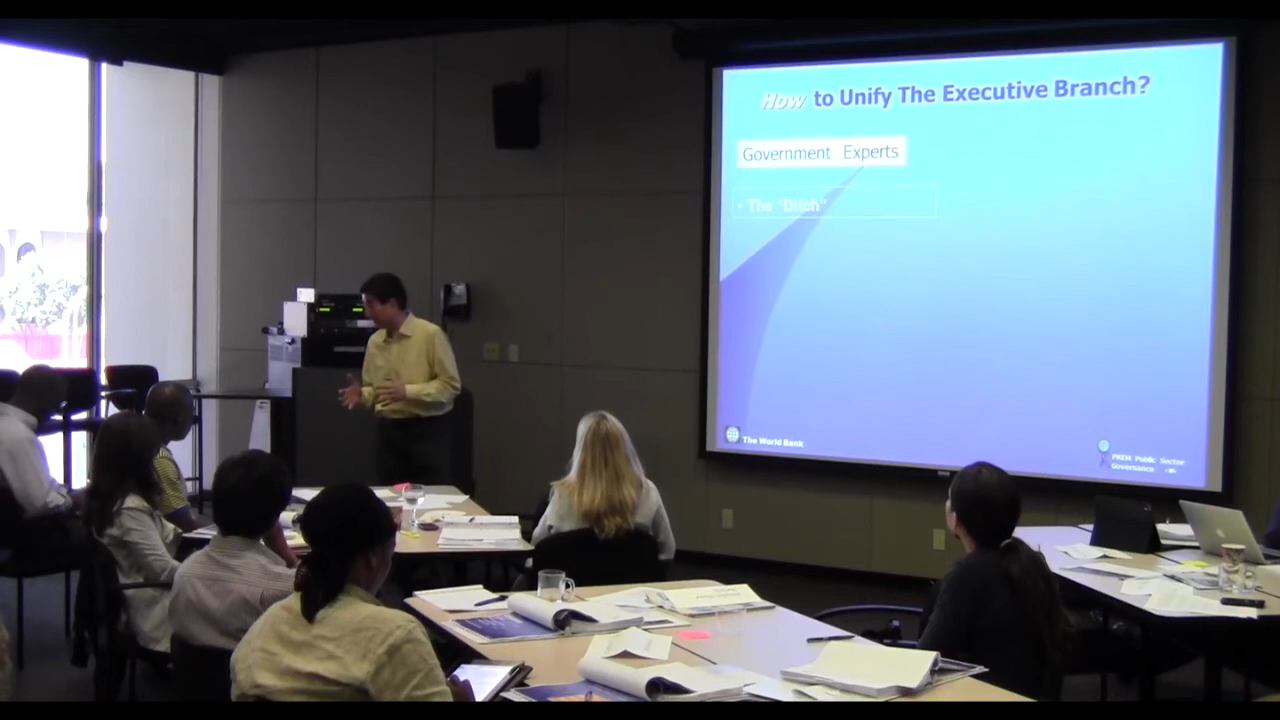 How to Unify The Executive Branch?
Government Experts
• The "Ditch"
The World Bank
PREM Public Sector
Governance